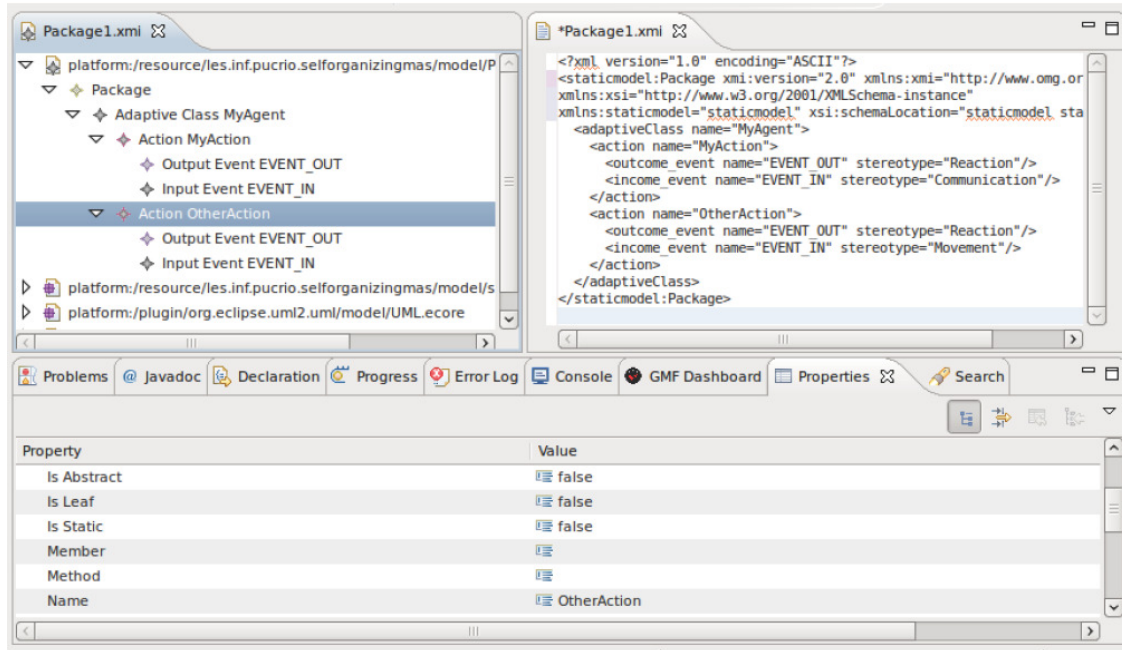 Package1.xmi
platform:/resource/les.inf.pucrio.selforganizingmas/model/P
Package
Adaptive Class MyAgent
Action MyAction
Output Event EVENT_OUT
Input Event EVENT_IN
Action OtherAction
Output Event EVENT_OUT
Input Event EVENT_IN
platform:/resource/les.inf.pucrio.selforganizingmas/model/s
platform:/plugin/org.eclipse.uml2.uml/model/UML.ecore
*Package1.xmi
<?xml version="1.0" encoding="ASCII"?>
<staticmodel:Package xmi:version="2.0" xmlns:xmi="http://www.omg.or
xmlns:xsi="http://www.w3.org/2001/XMLSchema-instance"
xmlns:staticmodel="staticmodel" xsi:schemaLocation="staticmodel sta
<adaptiveClass name="MyAgent">
<action name="MyAction">
<outcome_event name="EVENT_OUT" stereotype="Reaction"/>
<income_event name="EVENT_IN" stereotype="Communication"/>
</action>
<action name="OtherAction">
<outcome_event name="EVENT_OUT" stereotype="Reaction"/>
<income_event name="EVENT_IN" stereotype="Movement"/>
</action>
</adaptiveClass>
</staticmodel:Package>
Problems @ Javadoc Declaration Progress Error Log Console GMF Dashboard Properties Search
Property Value
Is Abstract false
Is Leaf false
Is Static false
Member
Method
Name OtherAction